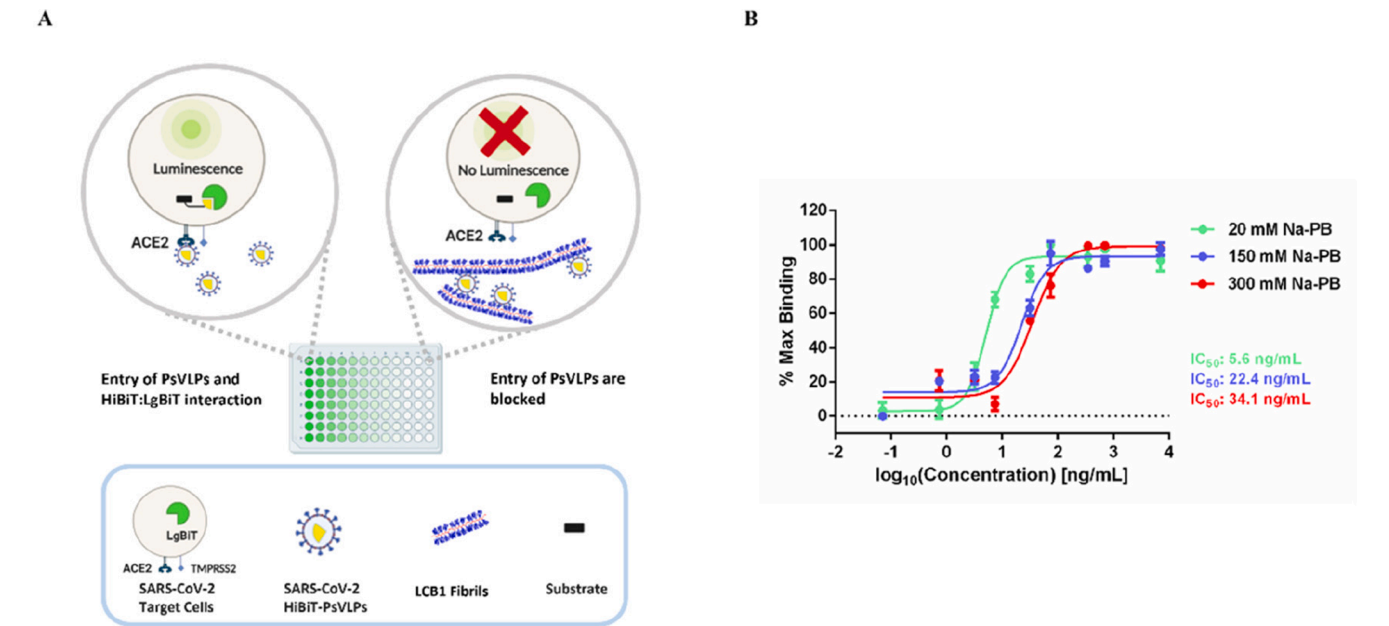 A
B
Luminescence
No Luminescence
ACE2
ACE2
Entry of PsVLPs and
HiBiT:LgBiT interaction
Entry of PsVLPs are
blocked
LgBiT
ACE2
TMPRSS2
SARS-CoV-2
Target Cells
SARS-CoV-2
HiBiT-PsVLPs
LCB1 Fibrils
Substrate
% Max Binding
120
100
80
60
40
20
0
-2 -1 0 1 2 3 4
log10(Concentration) [ng/mL]
20 mM Na-PB
150 mM Na-PB
300 mM Na-PB
IC50: 5.6 ng/mL
IC50: 22.4 ng/mL
IC50: 34.1 ng/mL